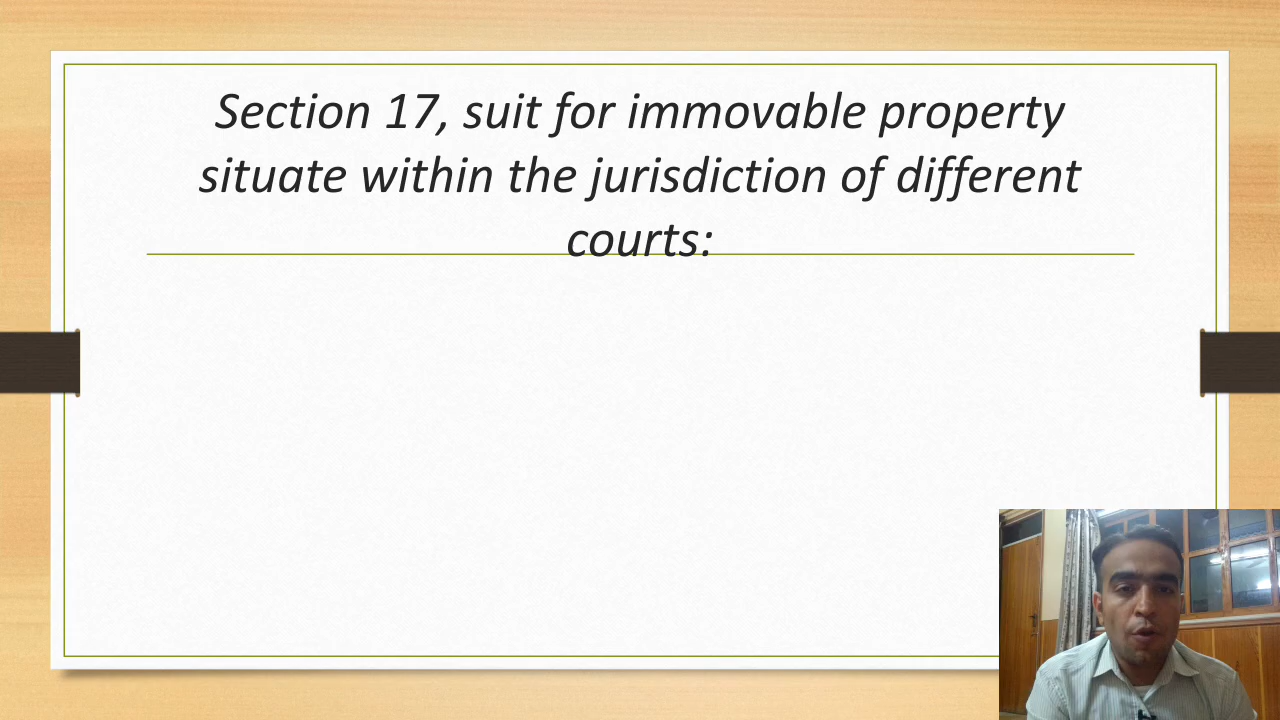 Section 17, suit for immovable property
situate within the jurisdiction of different
courts: